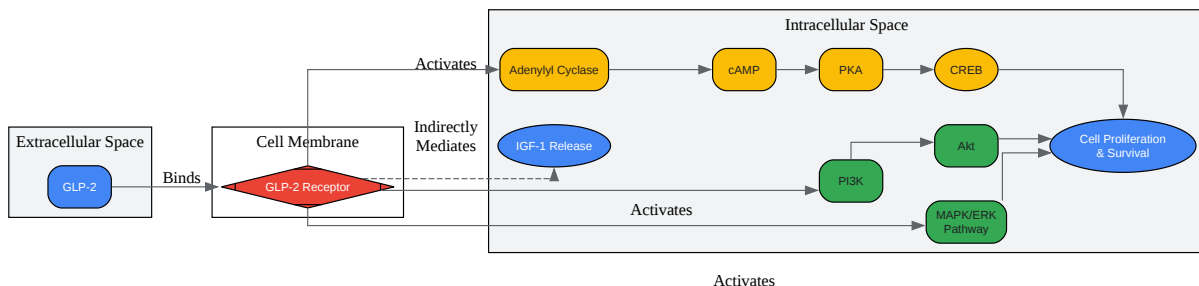 Intracellular Space
Activates
Adenylyl Cyclase
cAMP
PKA
CREB
Extracellular Space
Cell Membrane
Indirectly
Mediates
IGF-1 Release
Akt
Cell Proliferation
& Survival
GLP-2
Binds
GLP-2 Receptor
PI3K
Activates
MAPK/ERK
Pathway
Activates